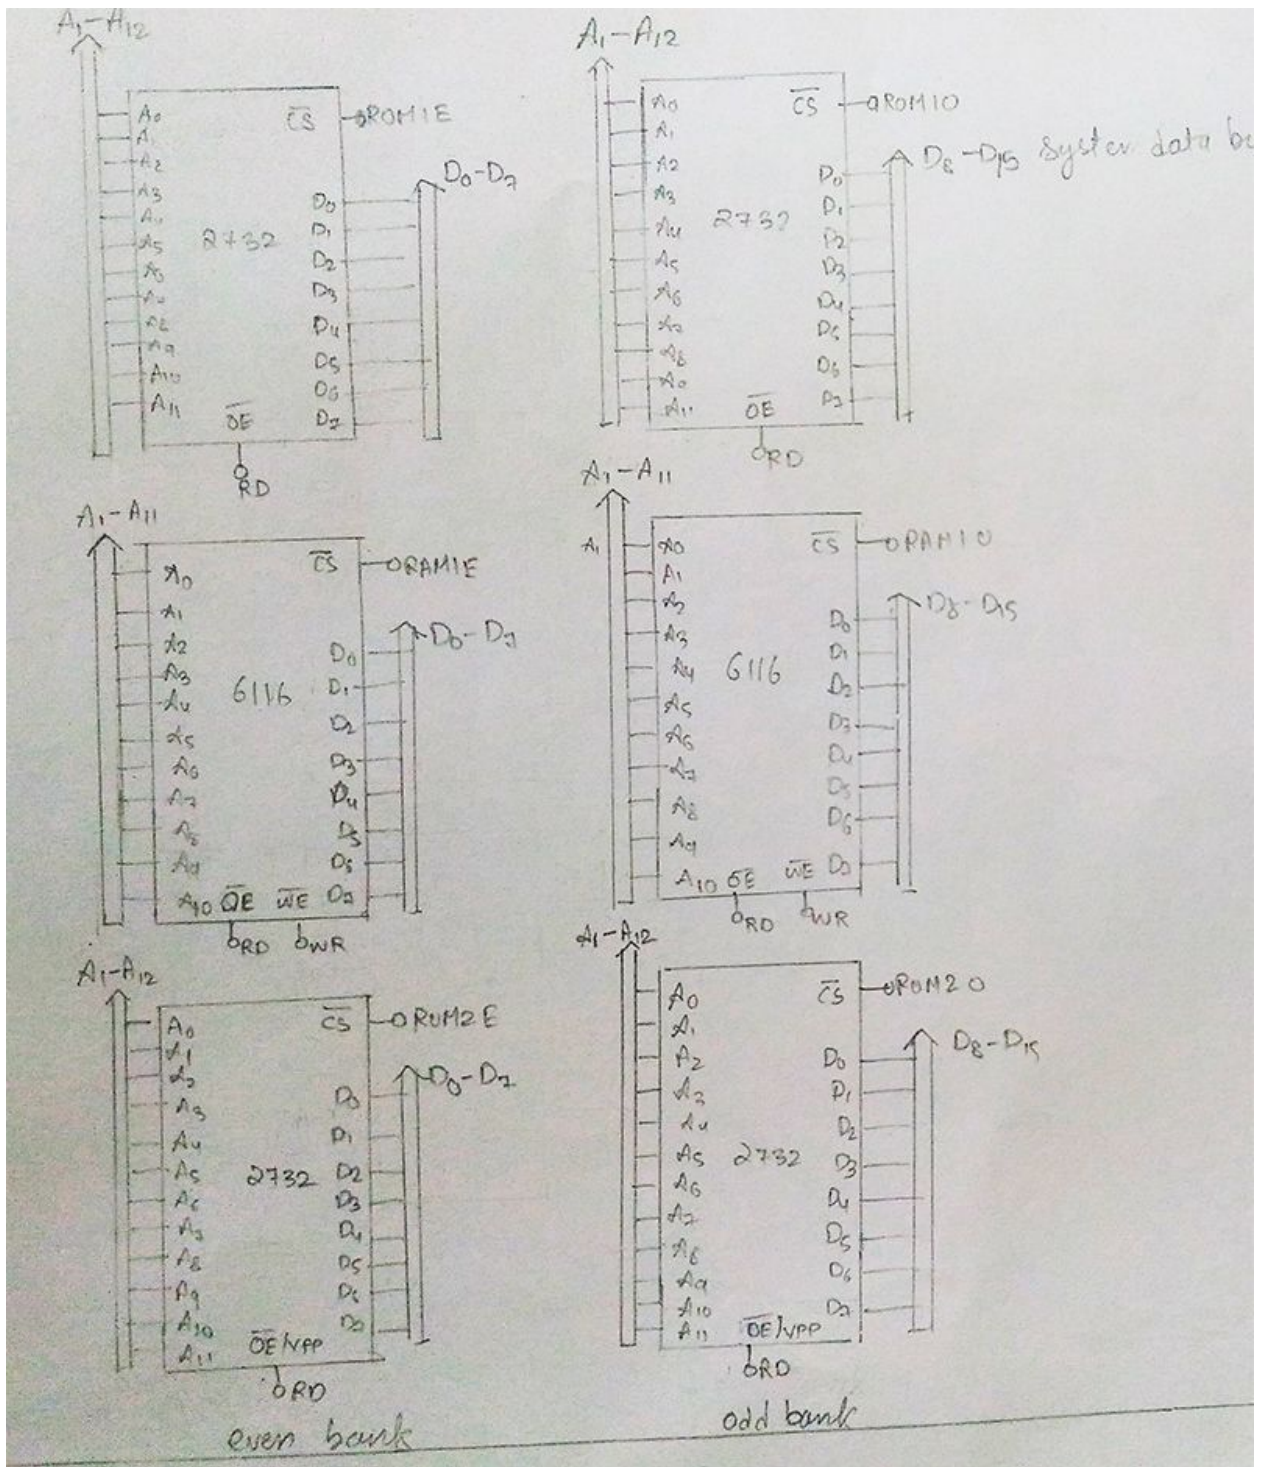 A1-A12
A0
A1
A2
A3
A4
A5
A8
A9
A10
A11
CS
ROM1E
2732
D0
D1
D2
D3
D4
D5
D6
D7
D0-D7
OE
RD
A1-A12
A0
A1
A2
A3
A4
A5
A6
A7
A8
A11
CS
ROM1O
2732
D0
D1
D2
D3
D4
D5
D6
D7
D8-D15 system data
OE
RD
A1-A11
A0
A1
A2
A3
A4
A5
A6
A7
A8
A9
A10
CS
RAM1E
6116
D0
D1
D2
D3
D4
D5
D6
D7
D0-D7
OE WE
RD WR
A1-A11
A1
A0
A1
A2
A3
A4
A5
A6
A7
A8
A9
A10
CS
RAM1O
6116
D0
D1
D2
D3
D4
D5
D6
D7
D8-D15
OE WE
RD WR
A1-A12
A0
A1
A2
A3
A4
A5
A6
A7
A8
A9
A10
A11
CS
ROM2E
2732
D0
D1
D2
D3
D4
D5
D6
D7
D0-D7
OE/VPP
RD
even bank
A1-A12
A0
A1
A2
A3
A4
A5
A6
A7
A8
A9
A10
A11
CS
ROM2O
2732
D0
D1
D2
D3
D4
D5
D6
D7
D8-D15
OE/VPP
RD
odd bank